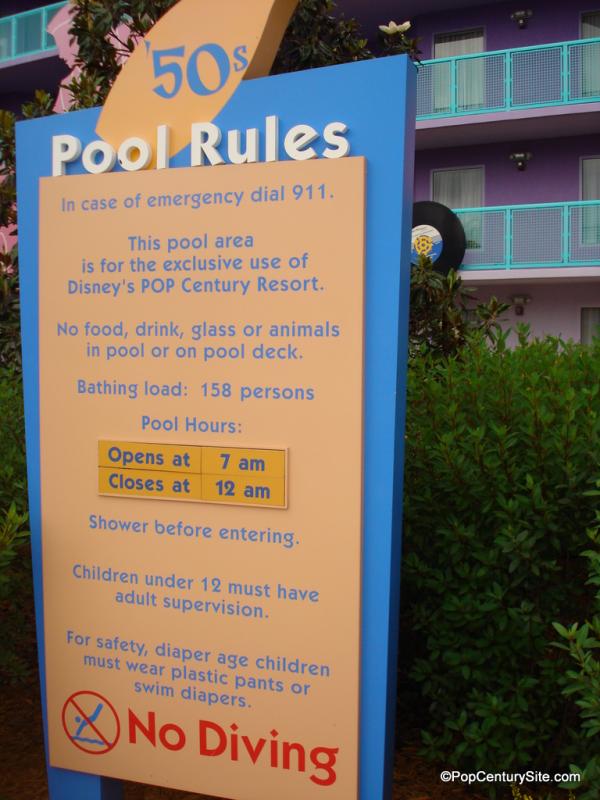 '50s
Pool Rules
In case of emergency dial 911.
This pool area
is for the exclusive use of
Disney's POP Century Resort.
No food, drink, glass or animals
in pool or on pool deck.
Bathing load: 158 persons
Pool Hours:
Opens at 7 am
Closes at 12 am
Shower before entering.
Children under 12 must have
adult supervision.
For safety, diaper age children
must wear plastic pants or
swim diapers.
No Diving
©PopCenturySite.com